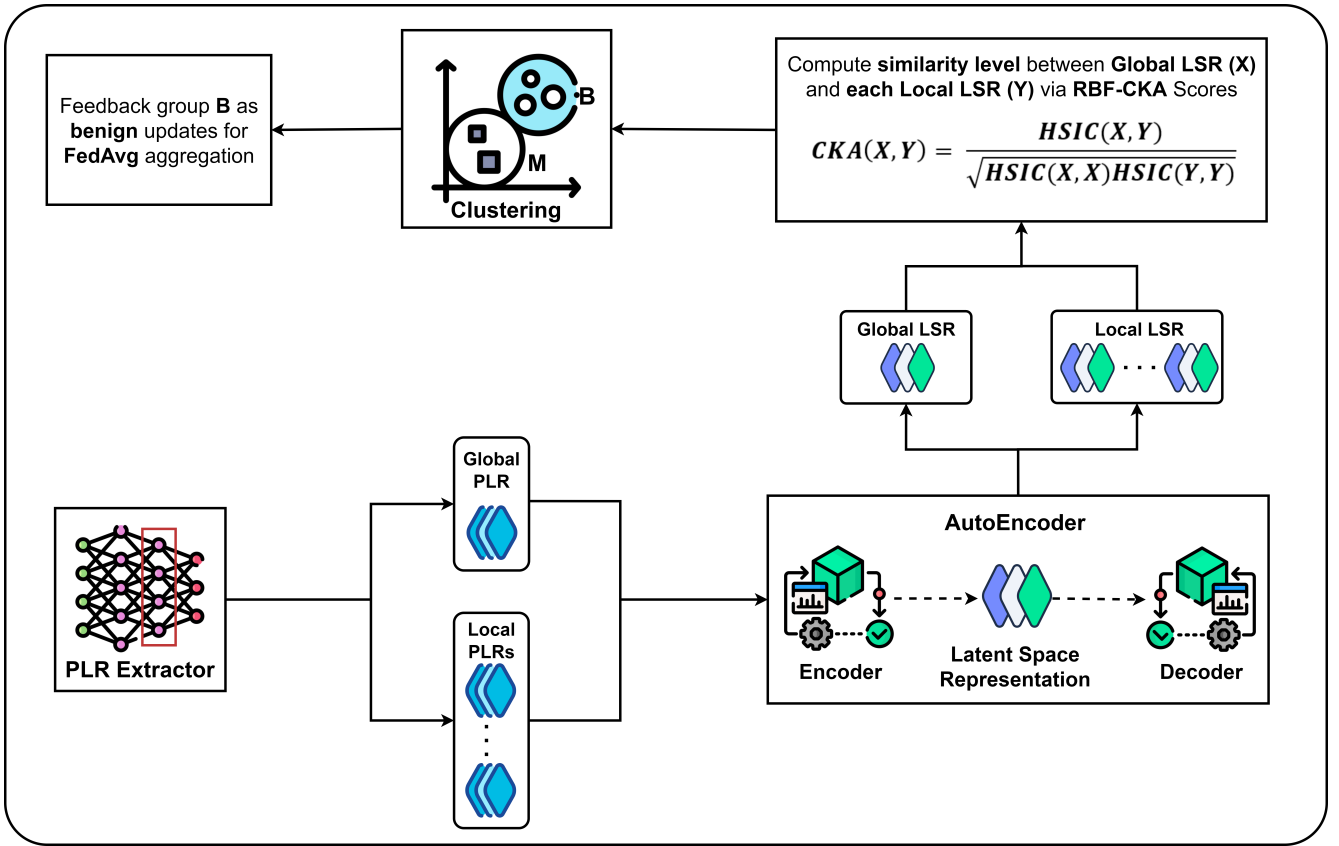 Feedback group B as
benign updates for
FedAvg aggregation
B
M
Clustering
Compute similarity level between Global LSR (X)
and each Local LSR (Y) via RBF-CKA Scores
CKA(X,Y) = HSIC(X,Y) / √HSIC(X,X)HSIC(Y,Y)
Global LSR
Local LSR
. . .
PLR Extractor
Global
PLR
Local
PLRs
AutoEncoder
Encoder
Latent Space
Representation
Decoder